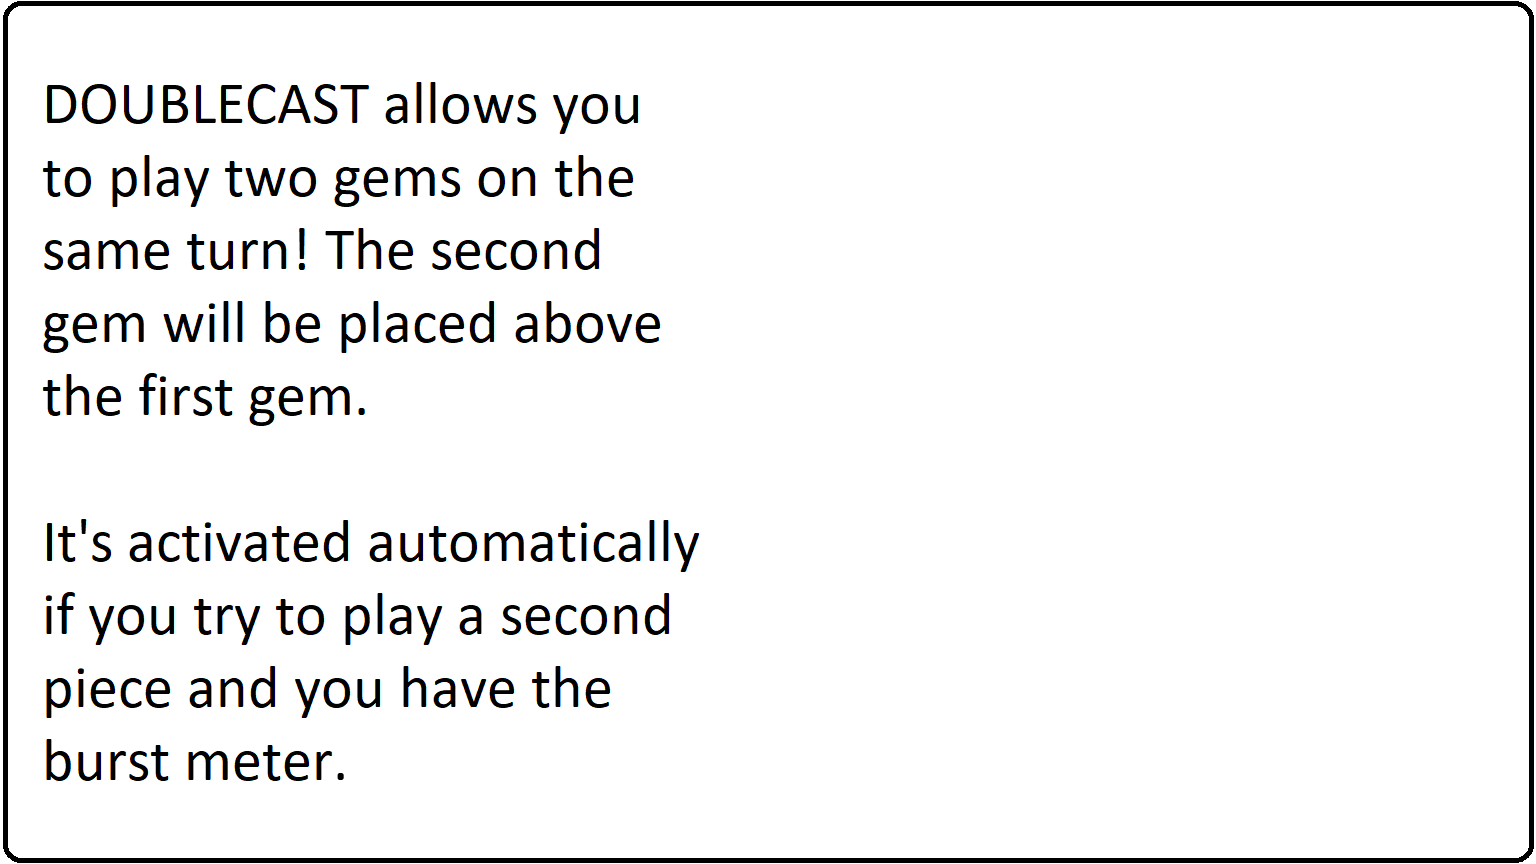 DOUBLECAST allows you
to play two gems on the
same turn! The second
gem will be placed above
the first gem.
It's activated automatically
if you try to play a second
piece and you have the
burst meter.